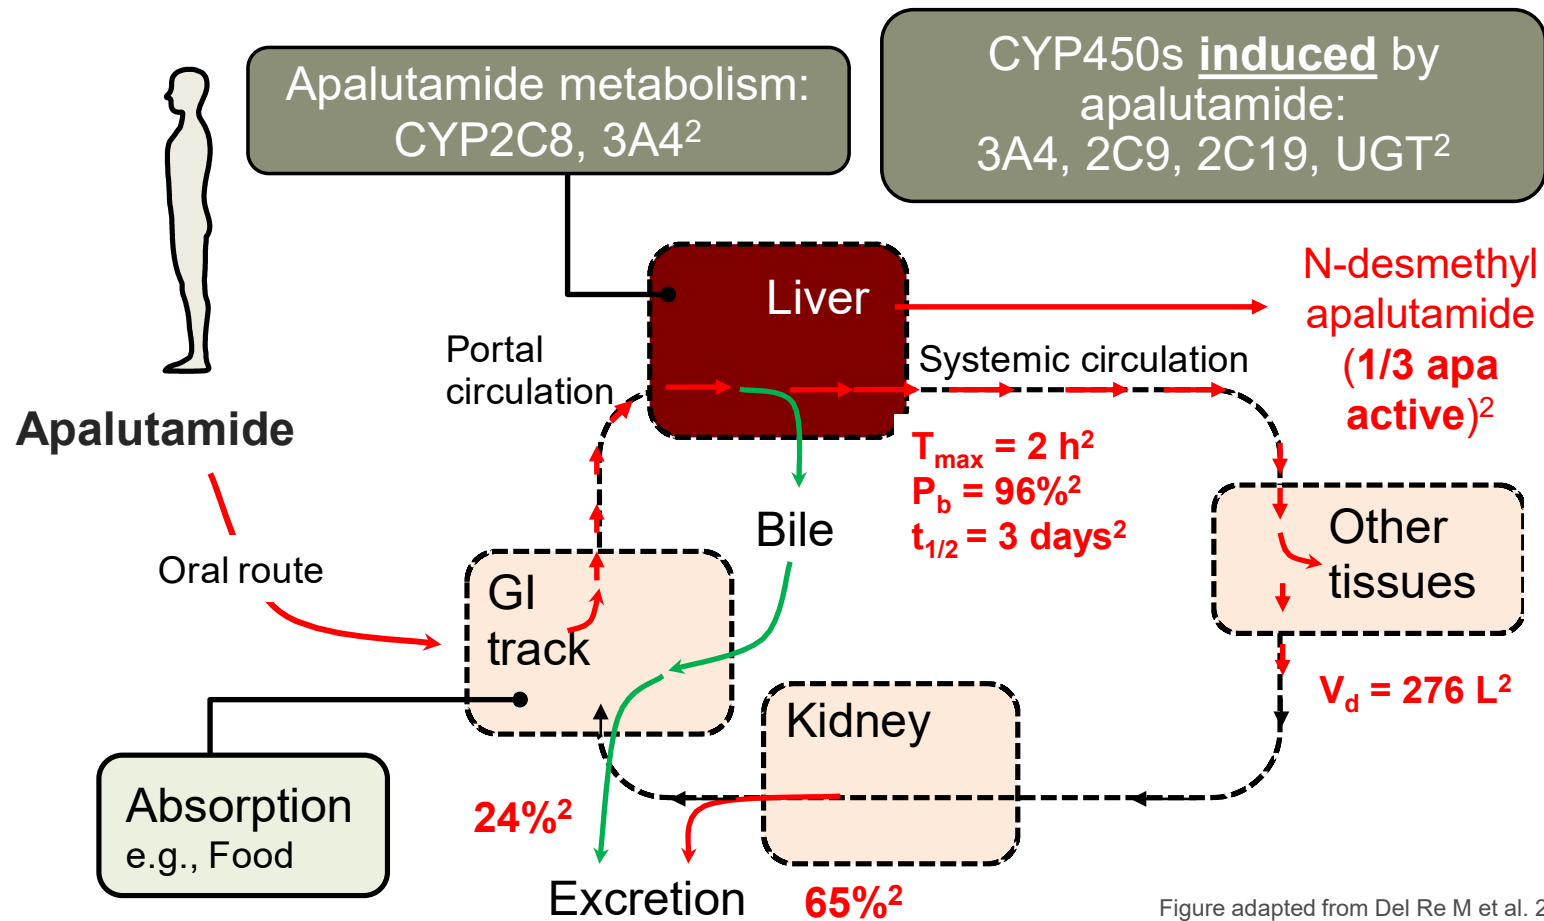 Apalutamide metabolism:
CYP2C8, 3A4²
CYP450s induced by
apalutamide:
3A4, 2C9, 2C19, UGT²
Liver
N-desmethyl
apalutamide
(1/3 apa
active)²
Portal
circulation
Systemic circulation
Apalutamide
Tmax = 2 h²
Pb = 96%²
t1/2 = 3 days²
Bile
Other
tissues
Oral route
GI
track
Vd = 276 L²
Kidney
Absorption
e.g., Food
24%²
Excretion
65%²
Figure adapted from Del Re M et al. 2